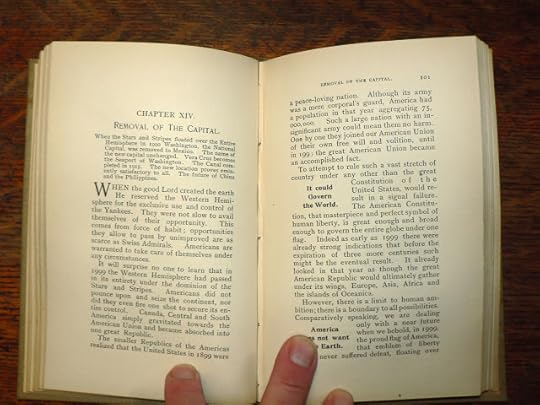 CHAPTER XIV.
REMOVAL OF THE CAPITAL.
When the Stars and Stripes floated over the Entire
Hemisphere in 1999 Washington, the National
Capital, was removed to Mexico. The name of
the new capital unchanged. Vera Cruz becomes
the Seaport of Washington. The Canal com-
pleted in 1912. The new location proves emin-
ently satisfactory to all. The future of China
and the Philippines.
WHEN the good Lord created the earth
He reserved the Western Hemi-
sphere for the exclusive use and control of
the Yankees. They were not slow to avail
themselves of their opportunity. This
comes from force of habit; opportunities
they allow to pass by unimproved are as
scarce as Swiss Admirals. Americans are
warranted to take care of themselves under
any circumstances.
It will surprise no one to learn that in
1999 the Western Hemisphere had passed
in its entirety under the dominion of the
Stars and Stripes. Americans did not
pounce upon and seize the continent, nor
did they even fire one shot to secure its en-
tire control. Canada, Central and South
America simply gravitated towards the
American Union and became absorbed into
one great Republic.
The smaller Republics of the Americas
realized that the United States in 1899 were
REMOVAL OF THE CAPITAL. 101
a peace-loving nation. Although its army
was a mere corporal's guard, America had
a population in that year aggregating 75,
000,000. Such a large nation with an in-
significant army could mean them no harm.
One by one they joined our American Union
of their own free will and volition, until
in 199- the great American Union became
an accomplished fact.
To attempt to rule such a vast stretch of
country under any other than the great
Constitution of the
United States, would re-
sult in a signal failure.
The American Constitu-
It could
Govern
the World.
tion, that masterpiece and perfect symbol of
human liberty, is great enough and broad
enough to govern the entire globe under one
flag. Indeed as early as 1999 there were
already strong indications that before the
expiration of three more centuries such
might be the eventual result. It already
looked in that year as though the great
American Republic would ultimately gather
under its wings, Europe, Asia, Africa and
the islands of Oceanica.
However, there is a limit to human am-
bition; there is a boundary to all possibilities.
Comparatively speaking, we are dealing
only with a near future
when we behold, in 1999,
the proud flag of America,
that emblem of liberty
America
not want
Earth.
never suffered defeat, floating over